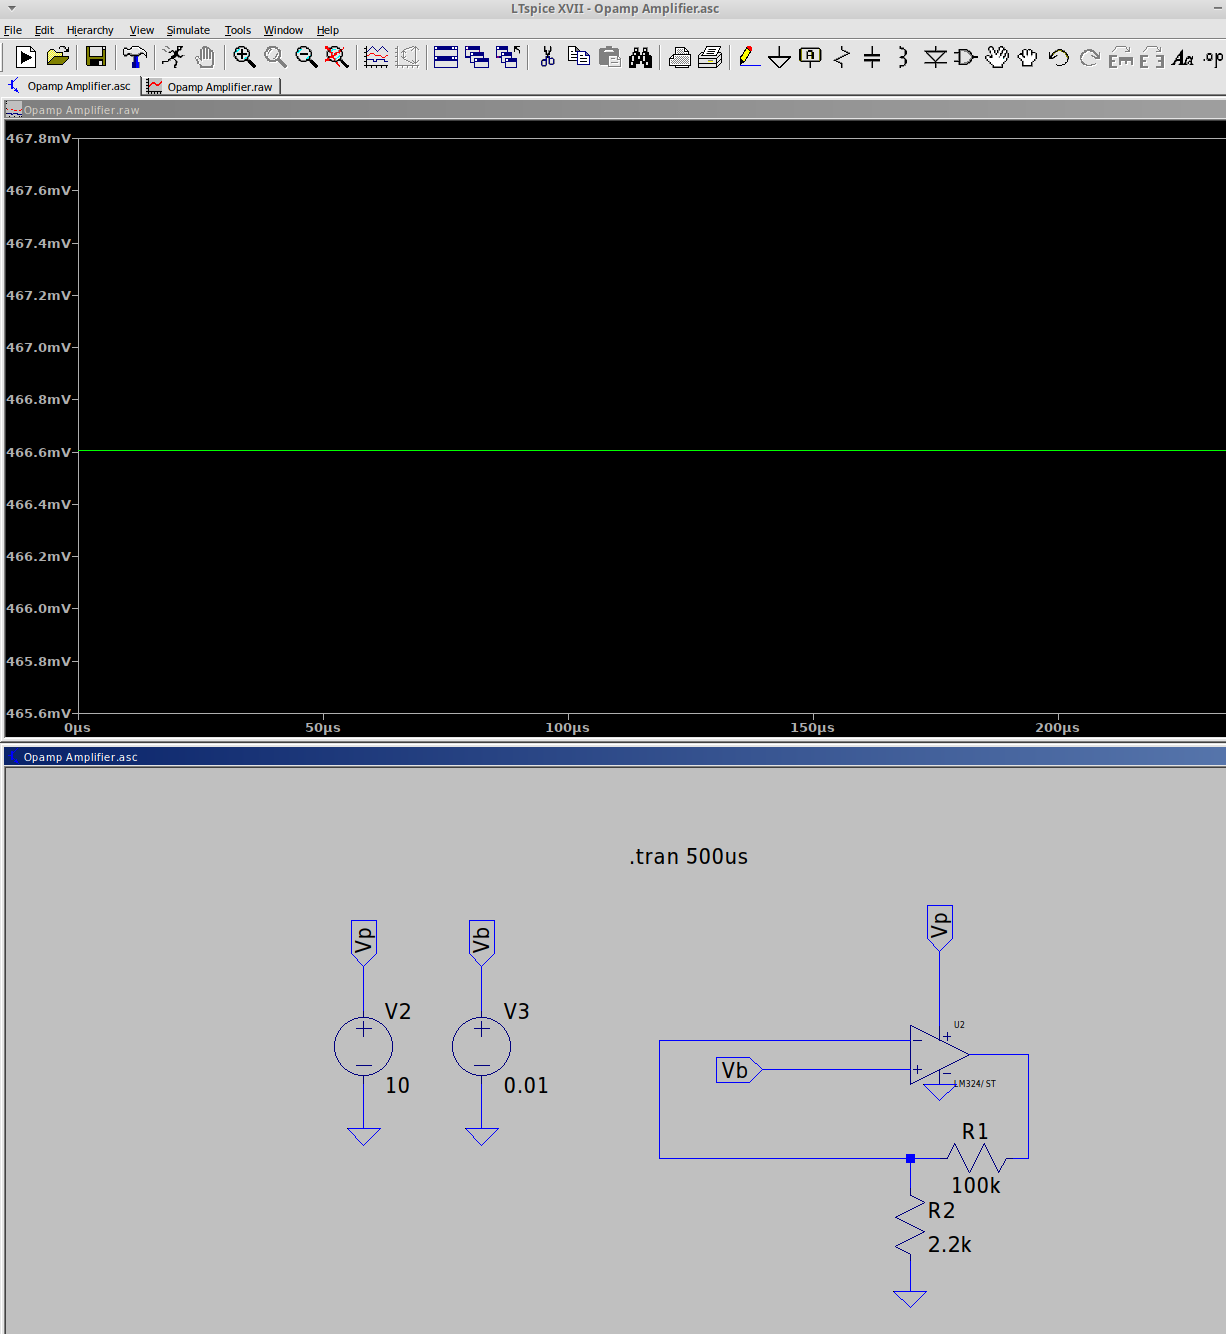 LTspice XVII - Opamp Amplifier.asc
File Edit Hierarchy View Simulate Tools Window Help
Opamp Amplifier.asc Opamp Amplifier.raw
Opamp Amplifier.raw
467.8mV
467.6mV
467.4mV
467.2mV
467.0mV
466.8mV
466.6mV
466.4mV
466.2mV
466.0mV
465.8mV
465.6mV
0µs 50µs 100µs 150µs 200µs
Opamp Amplifier.asc
.tran 500us
Vp
Vb
Vp
V2
V3
10
0.01
U2
Vb
LM324/ST
R1
100k
R2
2.2k